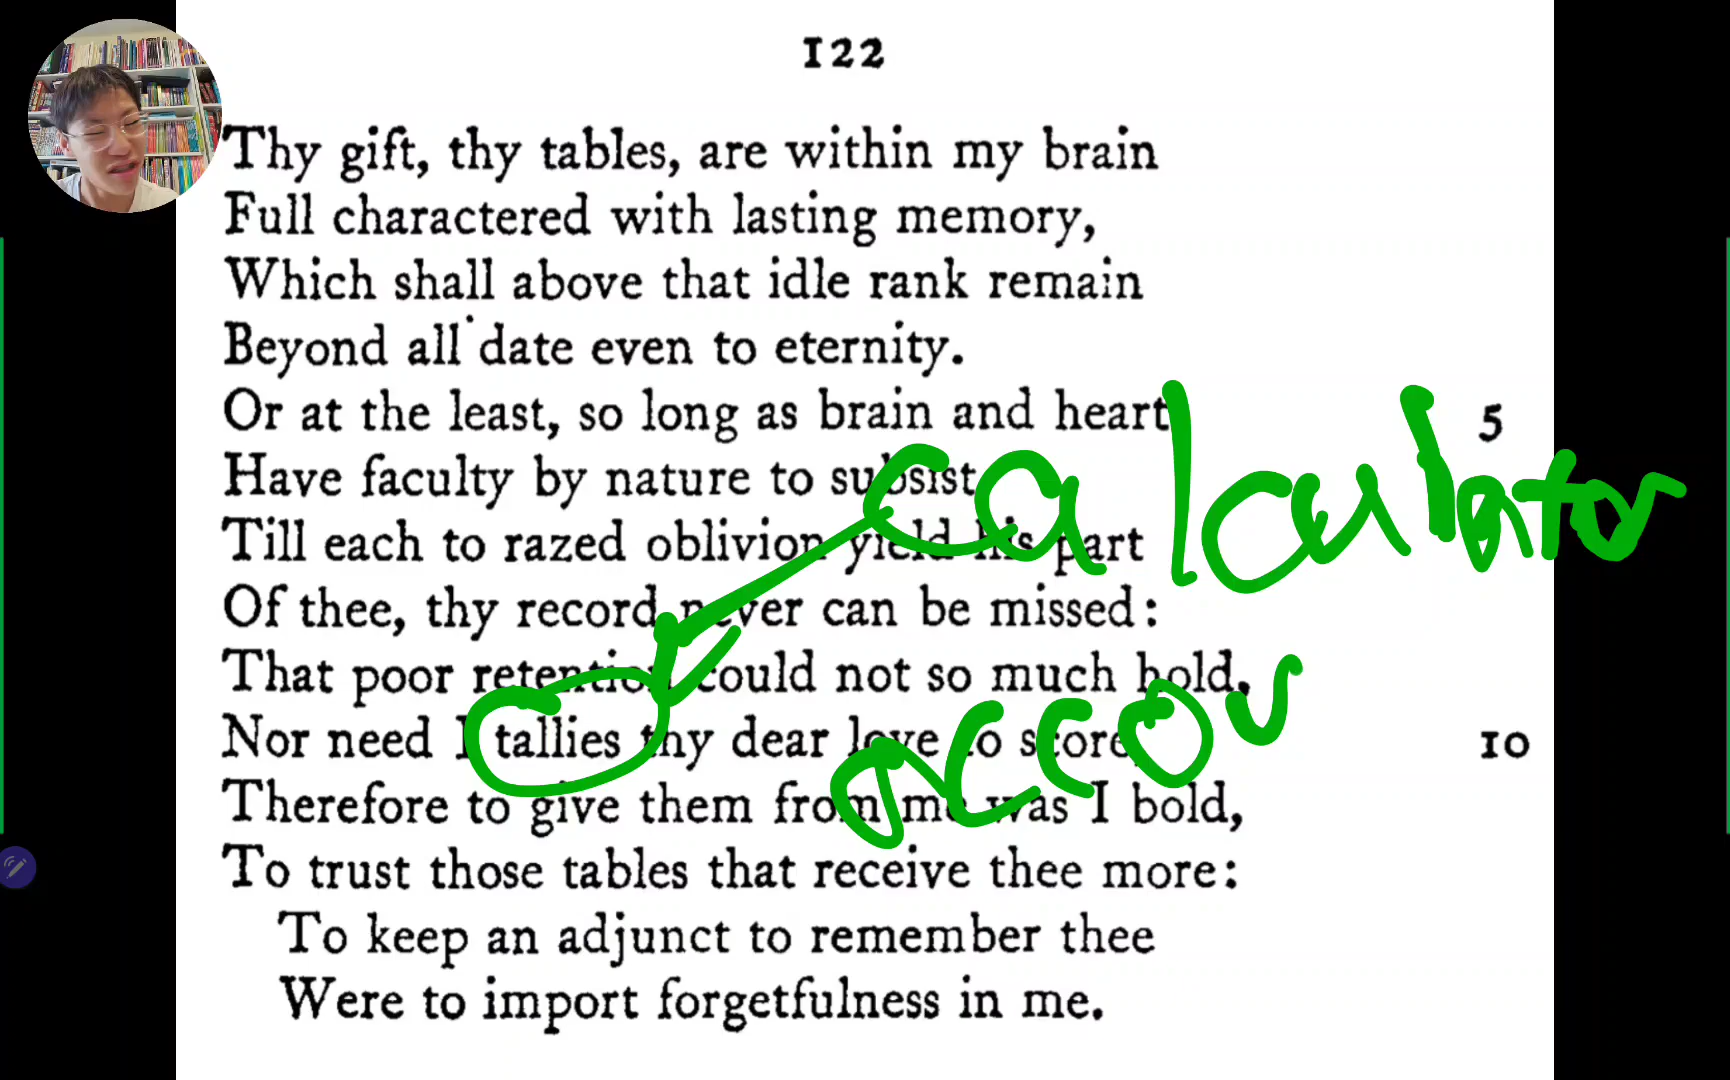 122
Thy gift, thy tables, are within my brain
Full charactered with lasting memory,
Which shall above that idle rank remain
Beyond all date even to eternity.
Or at the least, so long as brain and heart
5
Have faculty by nature to subsist
calculator
Till each to razed oblivion yield his part
Of thee, thy record never can be missed:
That poor retention could not so much hold,
Nor need I tallies thy dear love to score,
10
Therefore to give them from me was I bold,
To trust those tables that receive thee more:
To keep an adjunct to remember thee
Were to import forgetfulness in me.